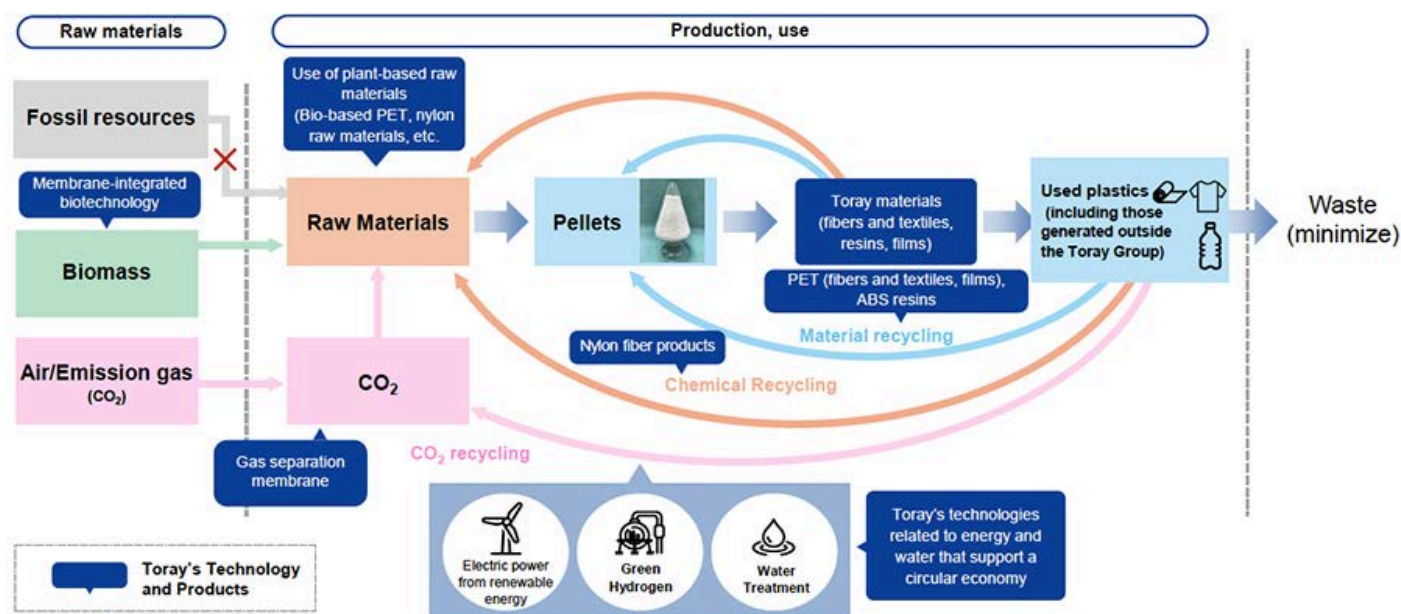 Raw materials
Production, use
Fossil resources
Membrane-integrated
biotechnology
Biomass
Air/Emission gas
(CO₂)
Use of plant-based raw
materials
(Bio-based PET, nylon
raw materials, etc.
Raw Materials
CO₂
Gas separation
membrane
Pellets
Toray materials
(fibers and textiles,
resins, films)
PET (fibers and textiles, films),
ABS resins
Material recycling
Nylon fiber products
Chemical Recycling
CO₂ recycling
Used plastics
(including those
generated outside
the Toray Group)
Waste
(minimize)
Electric power
from renewable
energy
Green
Hydrogen
Water
Treatment
Toray's technologies
related to energy and
water that support a
circular economy
Toray's Technology
and Products